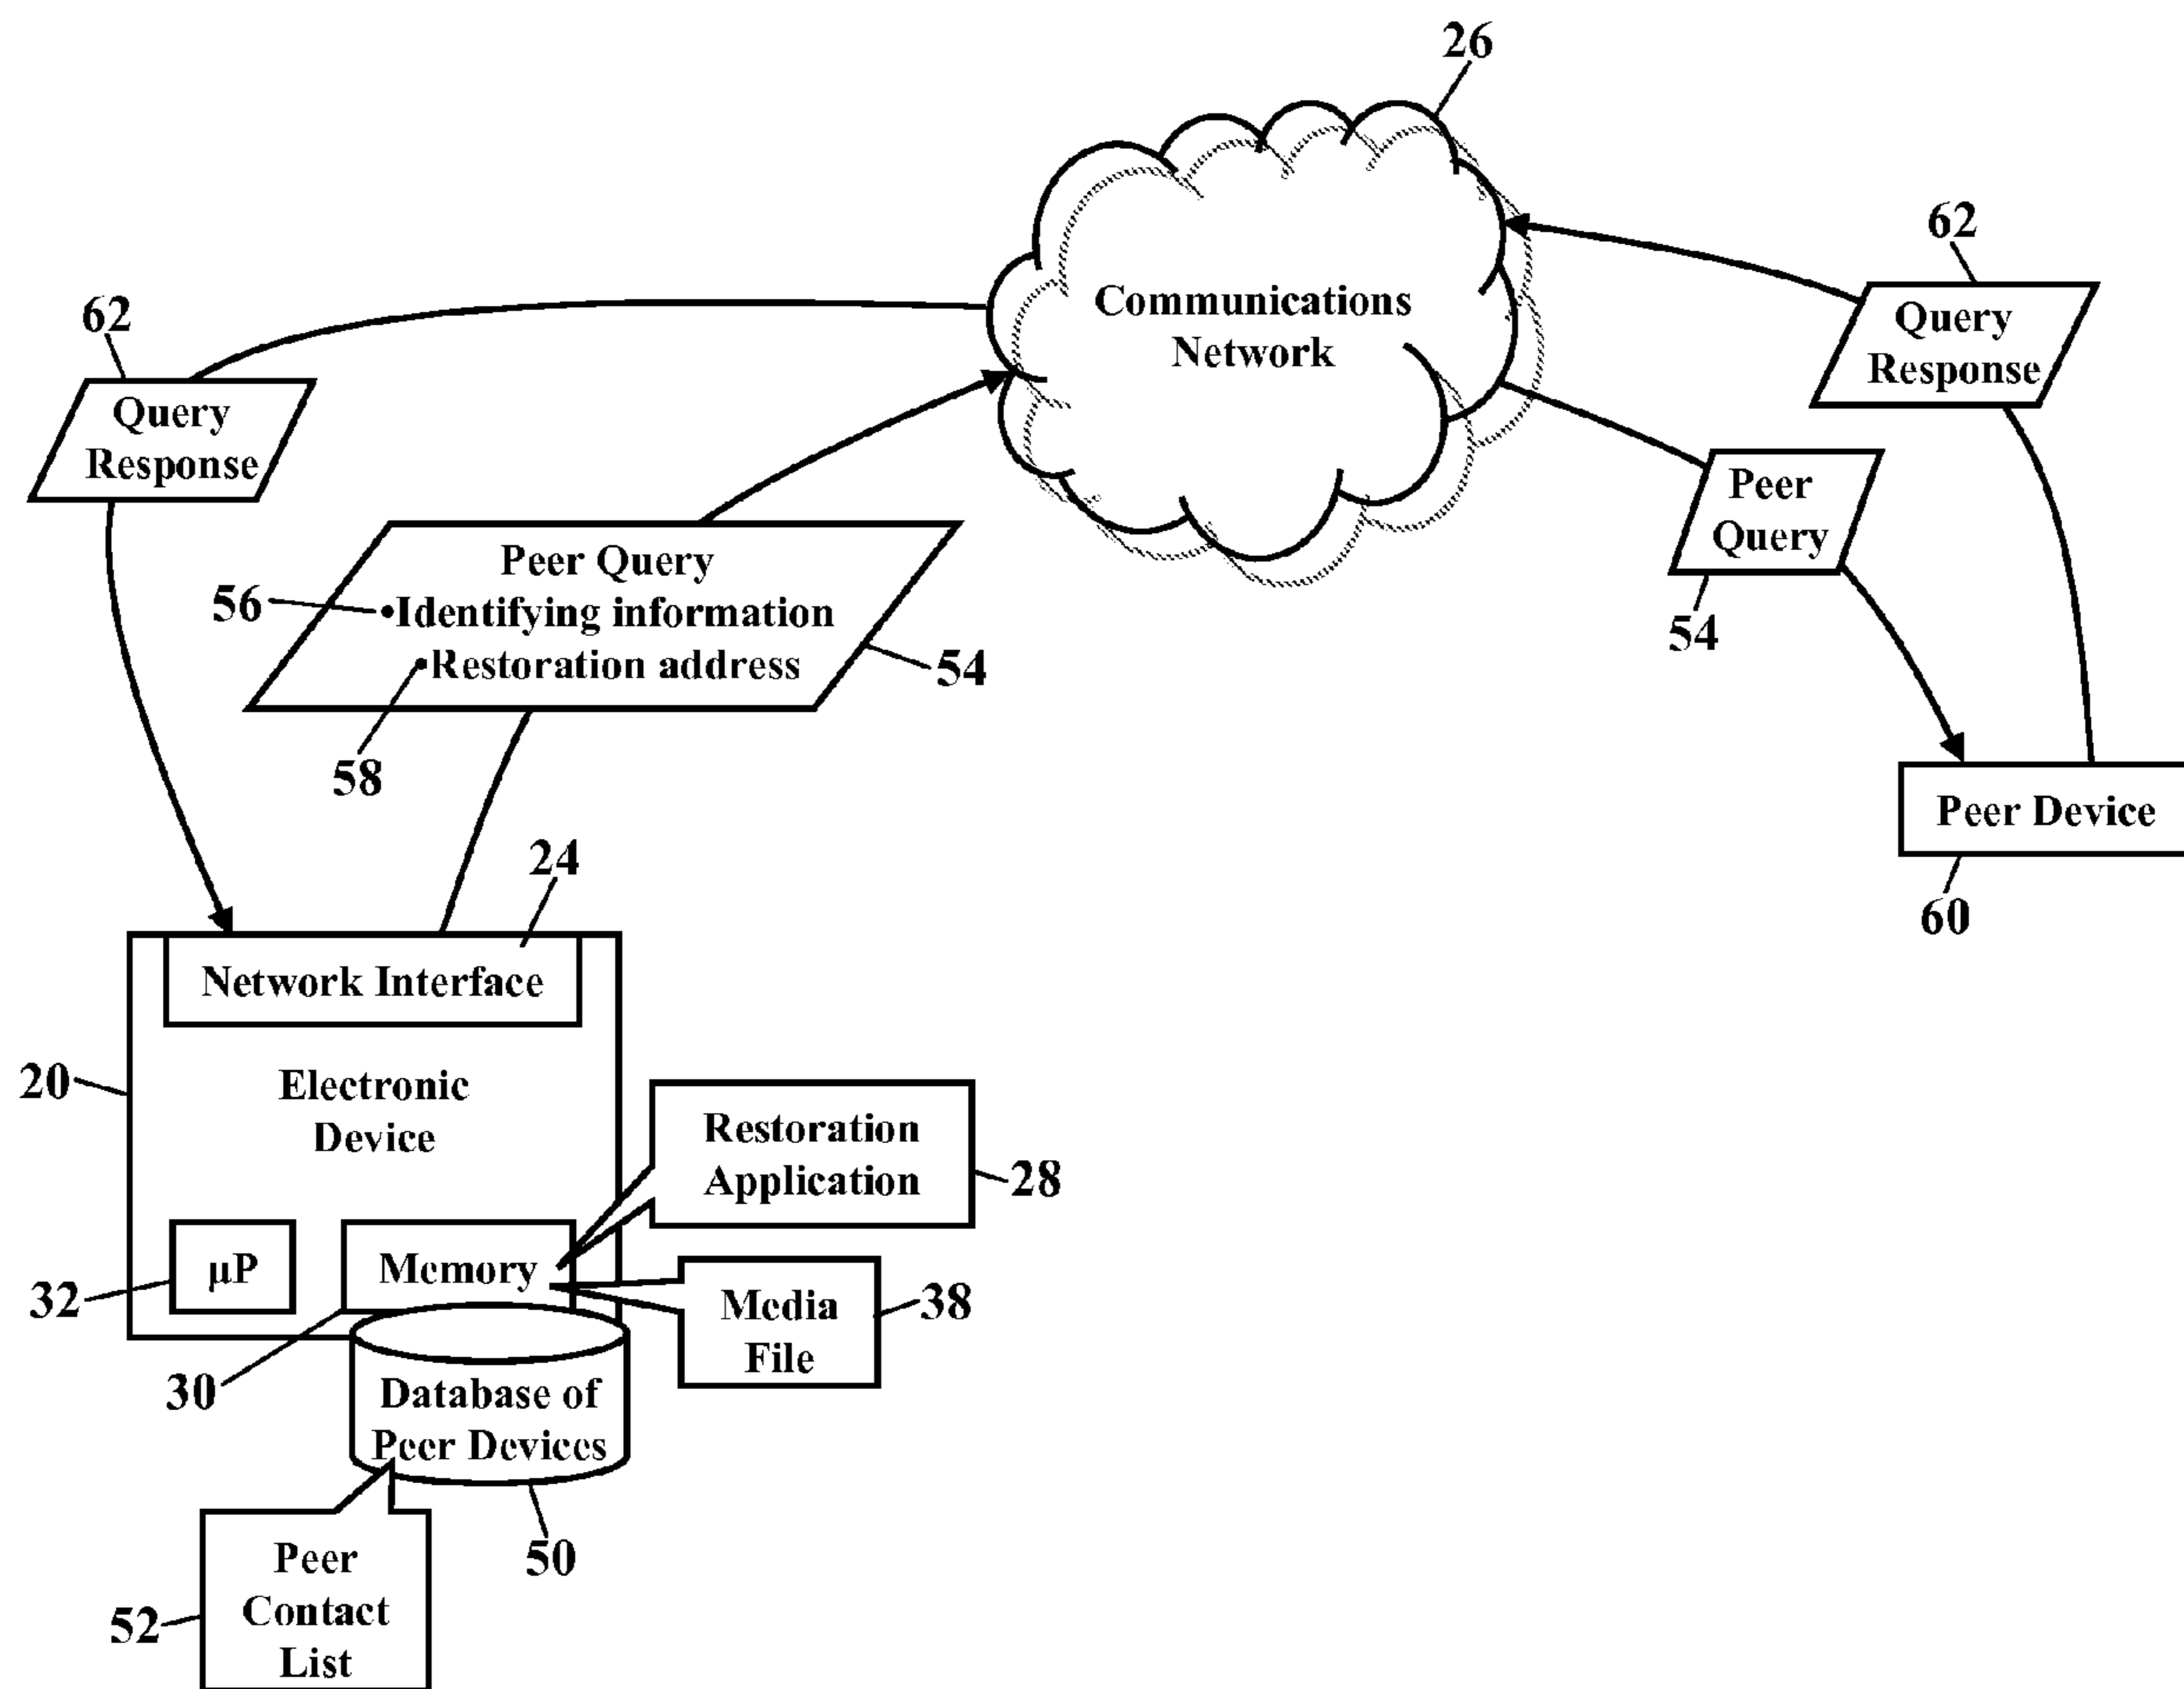 26
Communications
Network
62
Query
Response
62
Query
Response
Peer Query
•Identifying information
•Restoration address
56
54
58
Peer
Query
54
Peer Device
60
24
Network Interface
20
Electronic
Device
Restoration
Application
28
µP
32
Memory
30
Media
File
38
Database of
Peer Devices
50
Peer
Contact
List
52